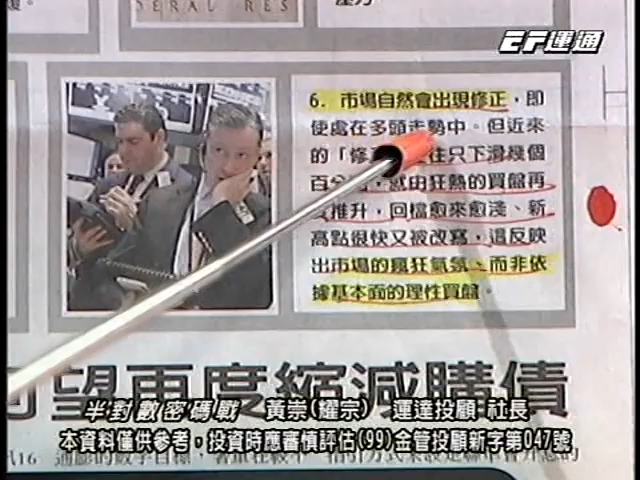 DERAL RES
EF運通
6. 市場自然會出現修正，即
使處在多頭走勢中。但近來
的「修 往只下滑幾個
百分 就由狂熱的買盤再
推升，回檔愈來愈淺、新
高點很快又被改寫，這反映
出市場的瘋狂氣氛、而非依
據基本面的理性買盤。
望再度縮減購債
半對數密碼戰 黃崇(耀宗) 運達投顧 社長
本資料僅供參考，投資時應審慎評估(99)金管投顧新字第047號